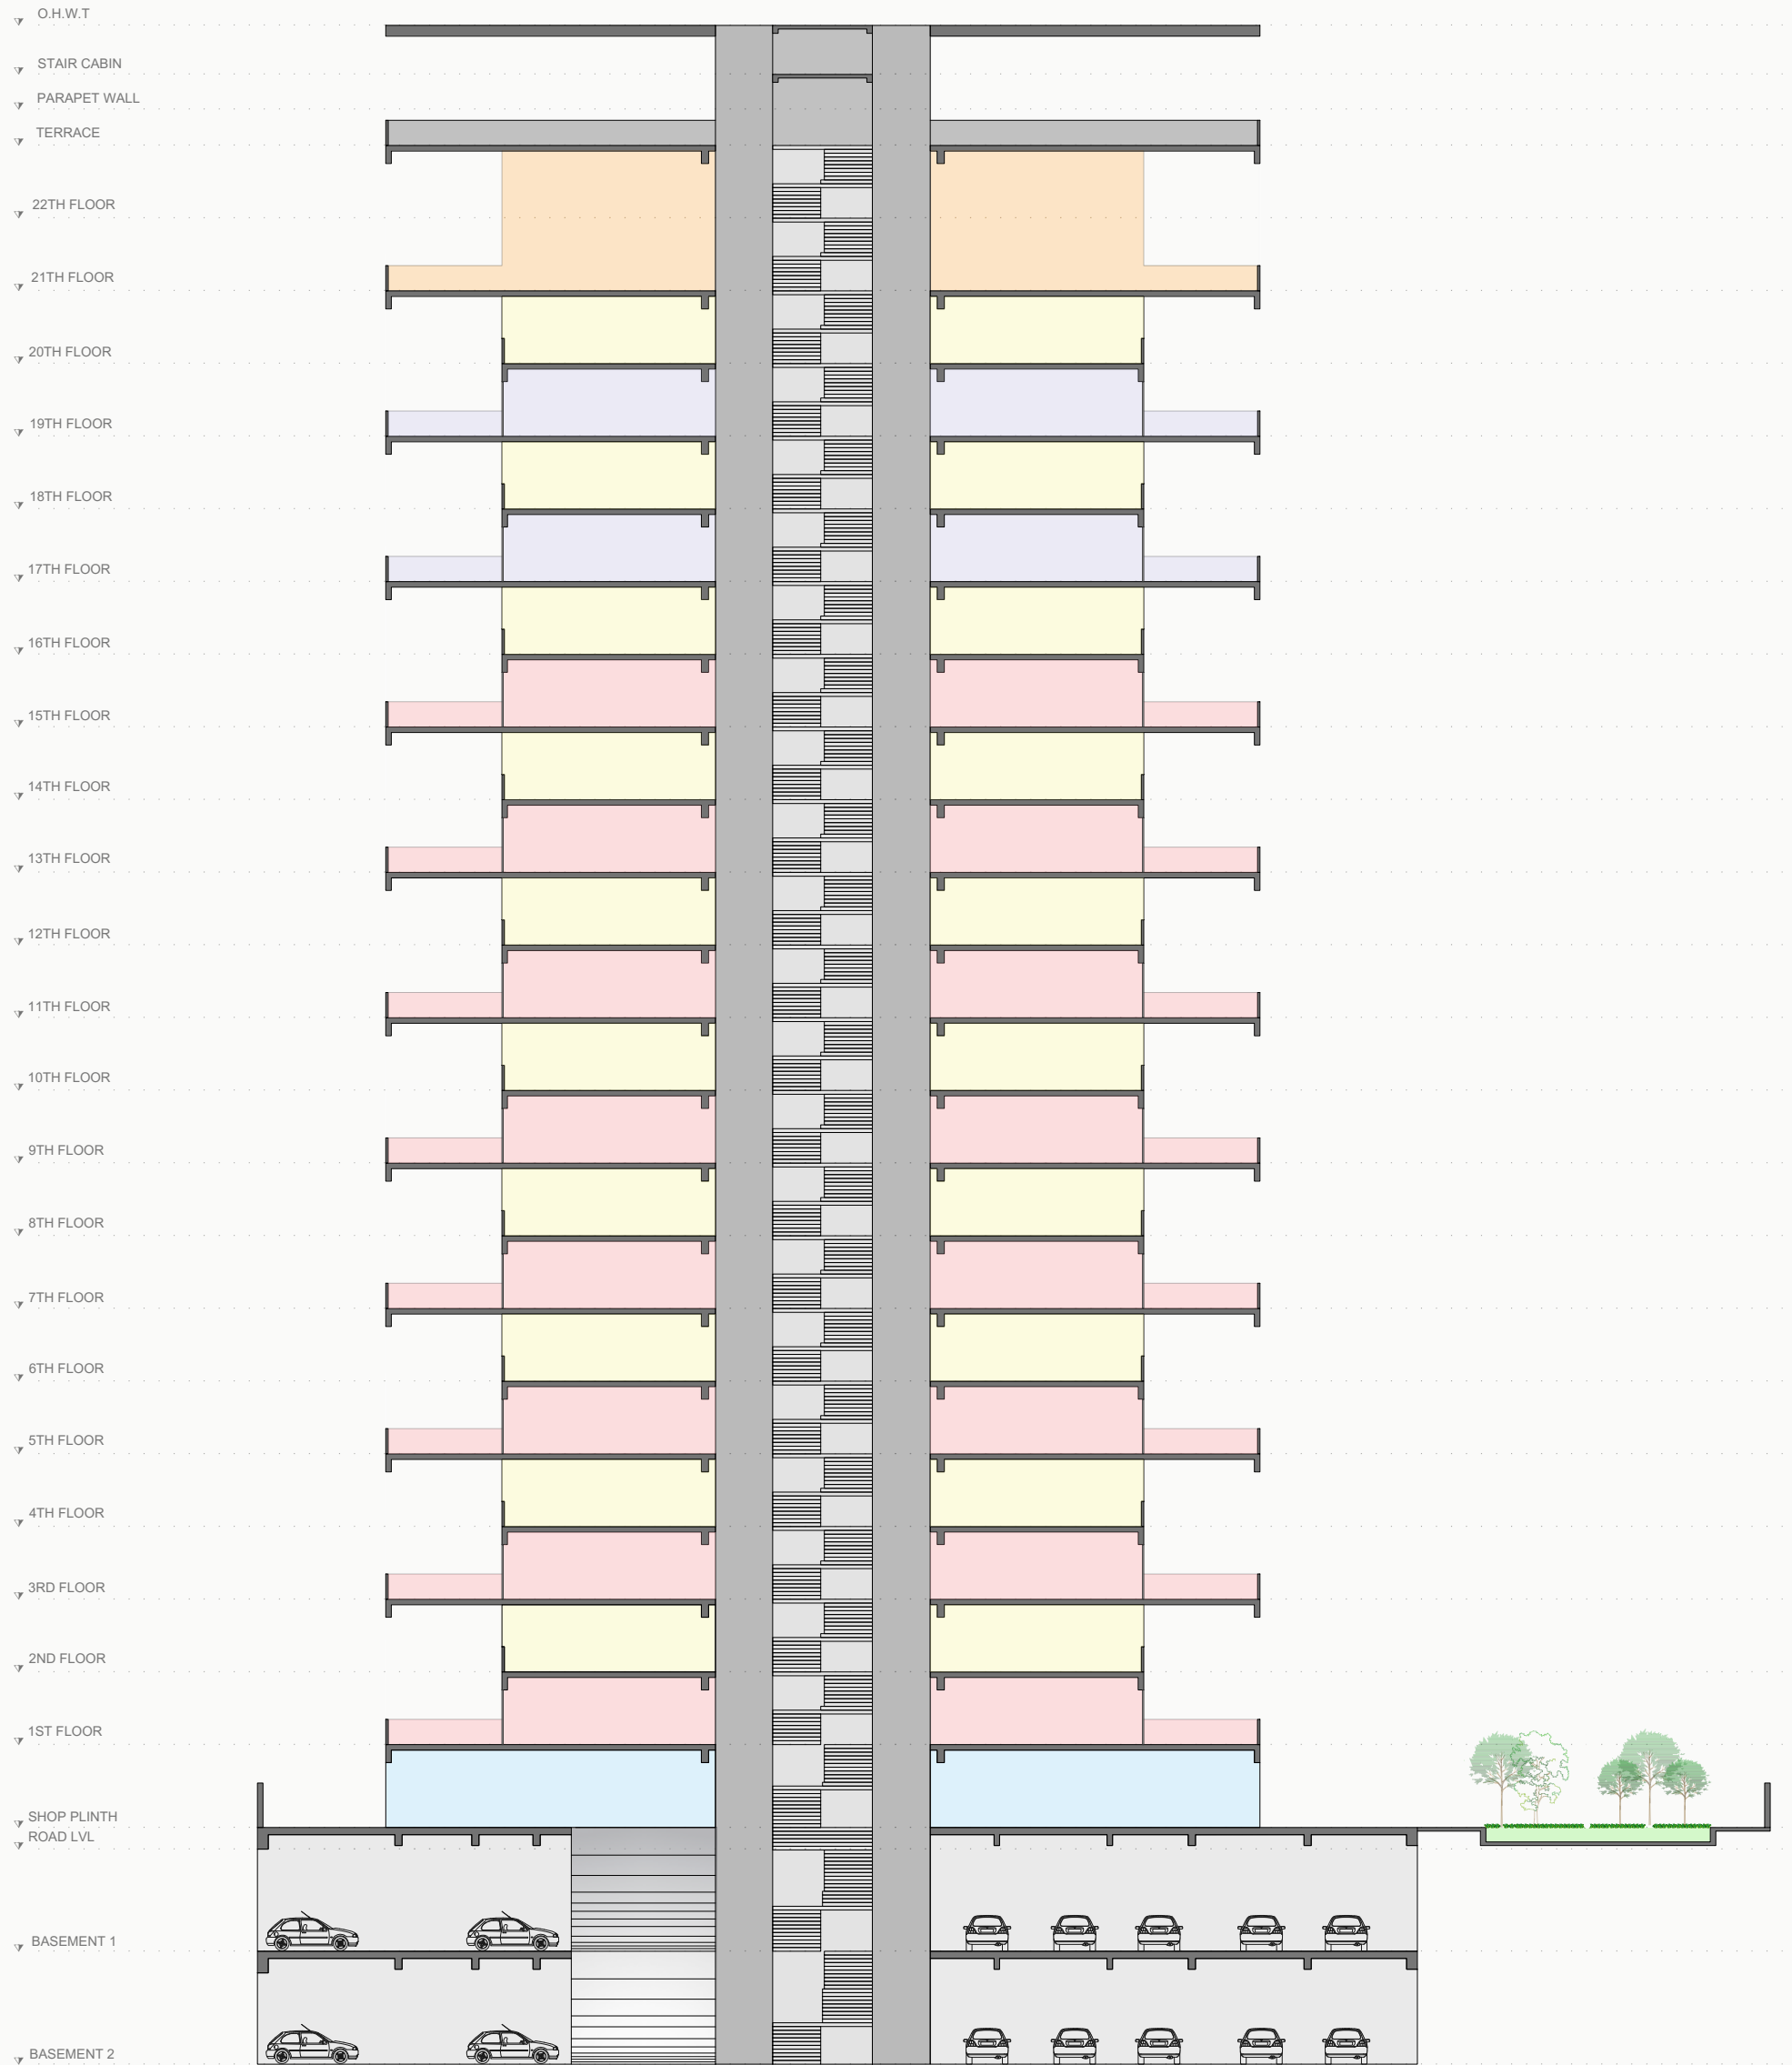 O.H.W.T
STAIR CABIN
PARAPET WALL
TERRACE
22TH FLOOR
21TH FLOOR
20TH FLOOR
19TH FLOOR
18TH FLOOR
17TH FLOOR
16TH FLOOR
15TH FLOOR
14TH FLOOR
13TH FLOOR
12TH FLOOR
11TH FLOOR
10TH FLOOR
9TH FLOOR
8TH FLOOR
7TH FLOOR
6TH FLOOR
5TH FLOOR
4TH FLOOR
3RD FLOOR
2ND FLOOR
1ST FLOOR
SHOP PLINTH
ROAD LVL
BASEMENT 1
BASEMENT 2